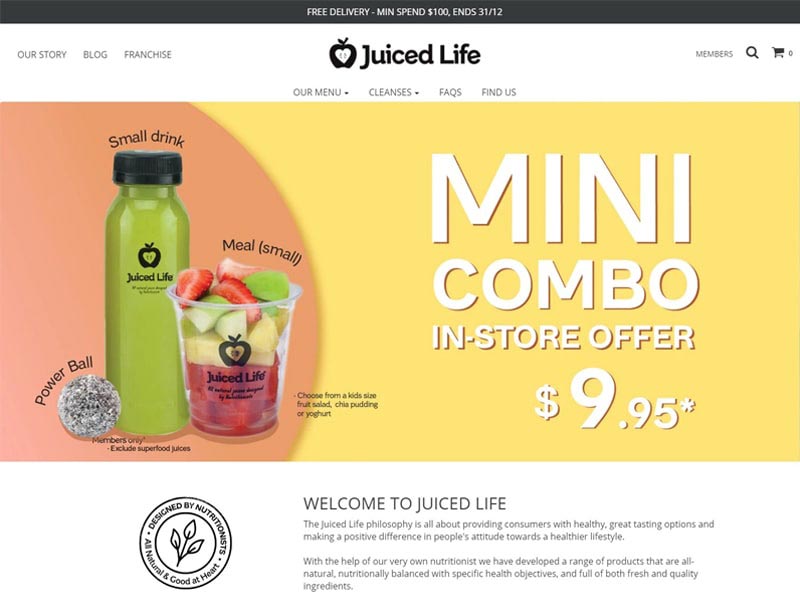 FREE DELIVERY - MIN SPEND $100, ENDS 31/12
OUR STORY BLOG FRANCHISE
Juiced Life
MEMBERS
0
OUR MENU CLEANSES FAQS FIND US
Small drink
Juiced Life
Meal (small)
Juiced Life
All natural juices designed
by Nutritionists
Power Ball
Members only*
- Exclude superfood juices
- Choose from a kids size
fruit salad, chia pudding
or yoghurt
MINI
COMBO
IN-STORE OFFER
$9.95*
DESIGNED BY NUTRITIONISTS
All Natural & Good at Heart
WELCOME TO JUICED LIFE
The Juiced Life philosophy is all about providing consumers with healthy, great tasting options and
making a positive difference in people's attitude towards a healthier lifestyle.
With the help of our very own nutritionist we have developed a range of products that are all-
natural, nutritionally balanced with specific health objectives, and full of both fresh and quality
ingredients.